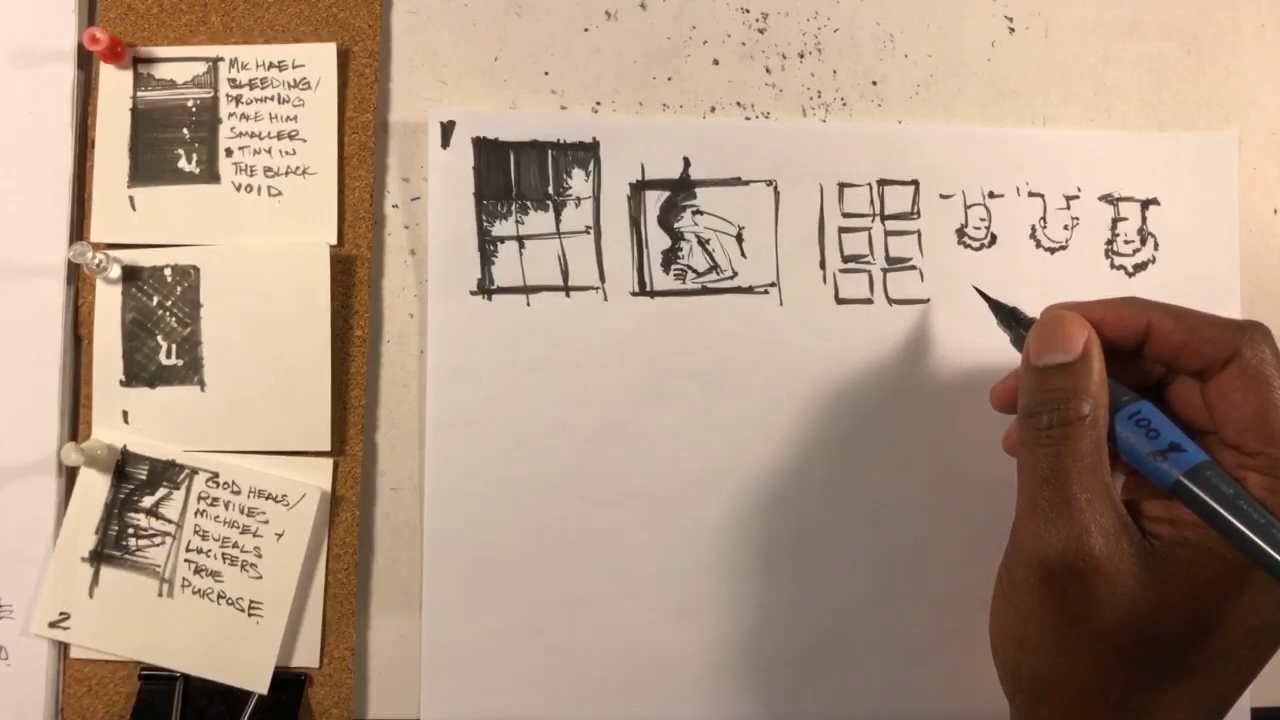 MICHAEL
BLEEDING/
DROWNING
MAKE HIM
SMALLER
TINY IN
THE BLACK
VOID
1
1
GOD HEALS/
REVIVES
MICHAEL +
REVEALS
LUCIFERS
TRUE
PURPOSE
2
100%